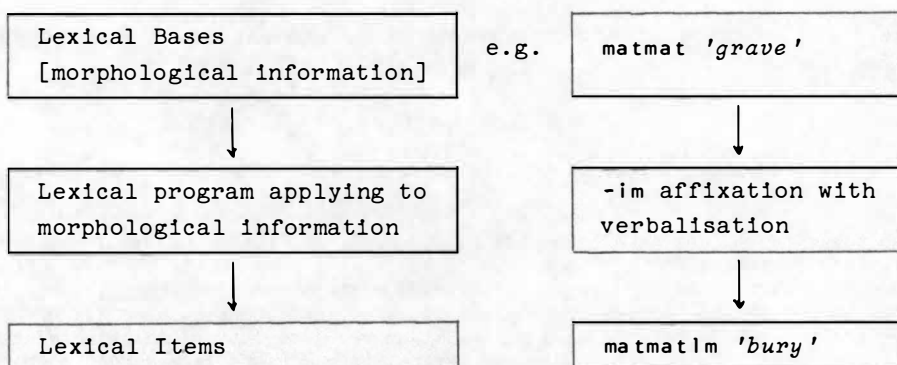 Lexical Bases
[morphological information]
e.g.
matmat 'grave'
Lexical program applying to
morphological information
-im affixation with
verbalisation
Lexical Items
matmatim 'bury'